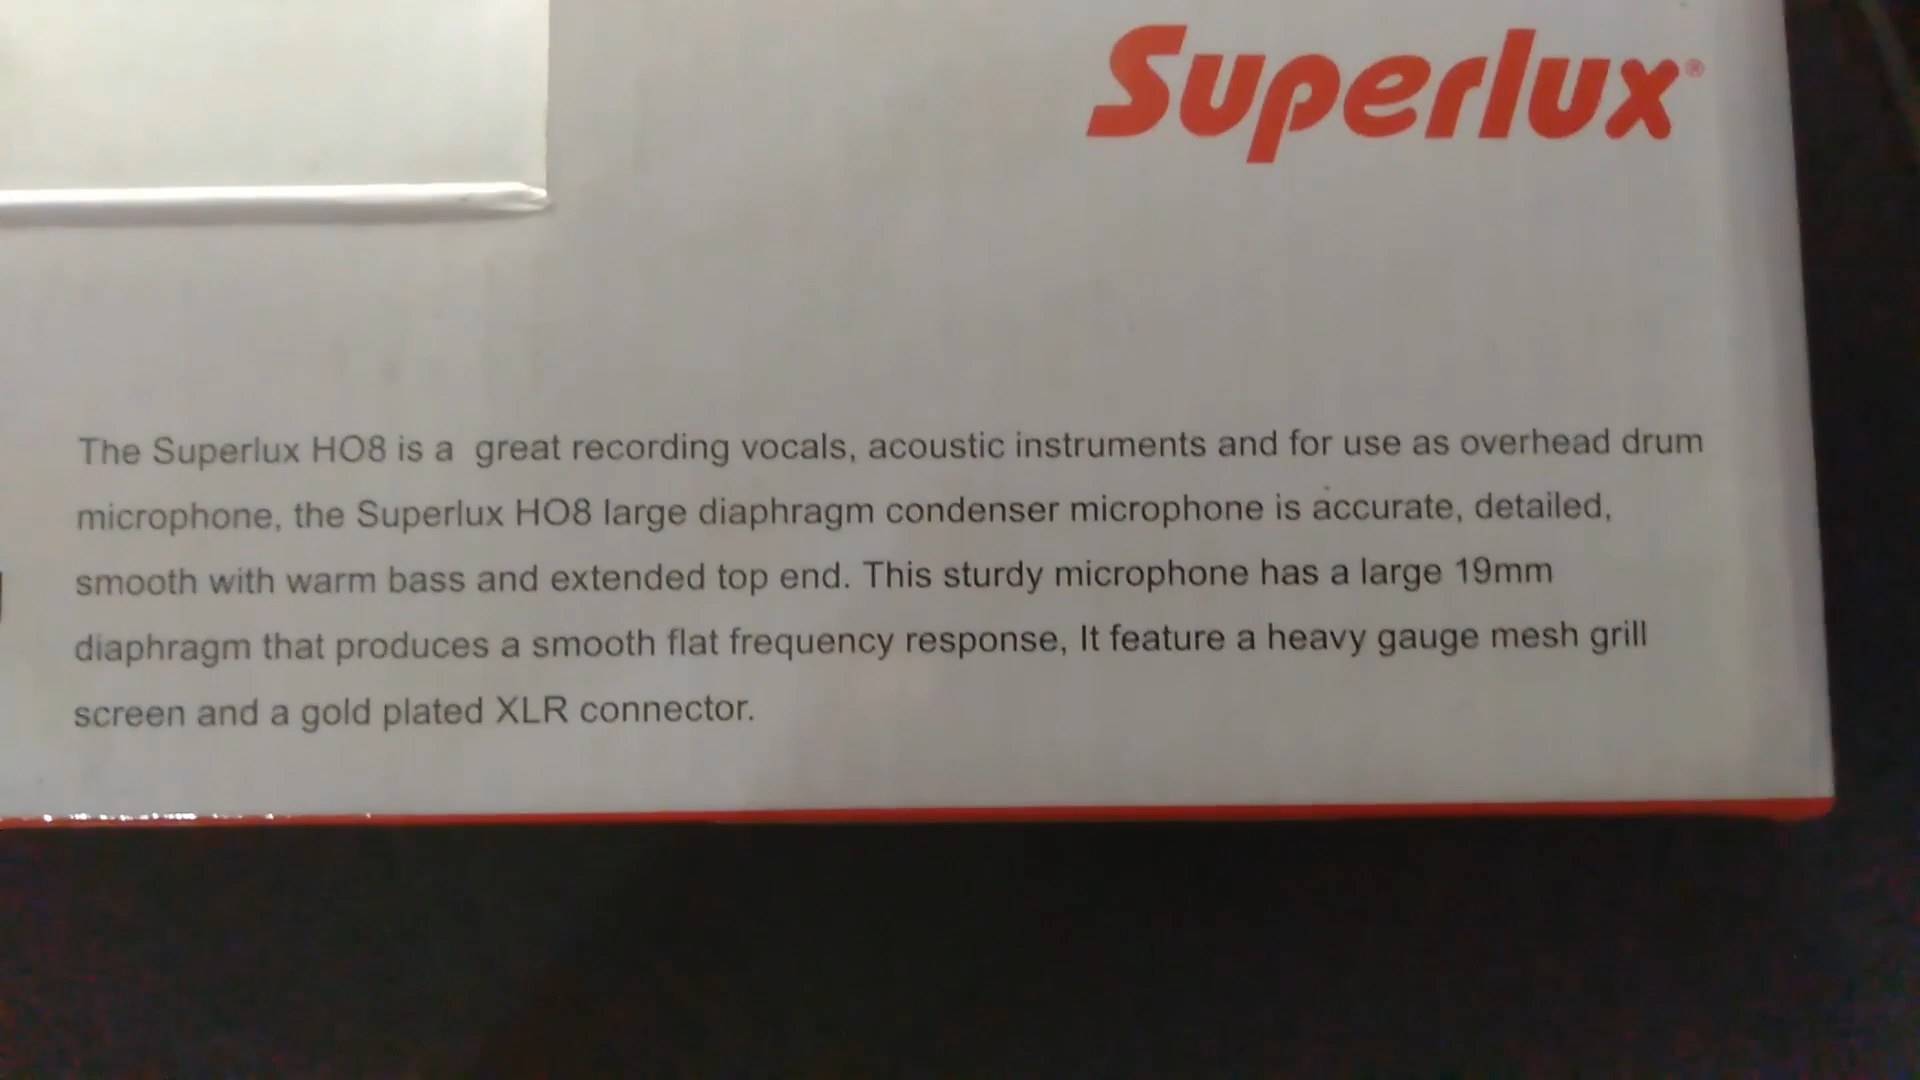 Superlux®
The Superlux HO8 is a great recording vocals, acoustic instruments and for use as overhead drum
microphone, the Superlux HO8 large diaphragm condenser microphone is accurate, detailed,
smooth with warm bass and extended top end. This sturdy microphone has a large 19mm
diaphragm that produces a smooth flat frequency response, It feature a heavy gauge mesh grill
screen and a gold plated XLR connector.